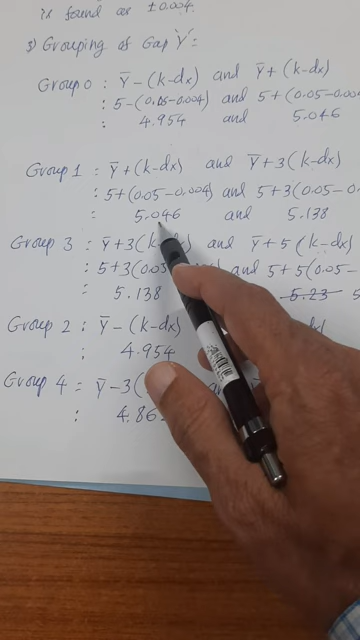 is found as ±0.004.
3) Grouping of Gap 'Y':
Group 0 : Ȳ-(k-dx) and Ȳ+(k-dx)
: 5-(0.05-0.004) and 5+(0.05-0.004
: 4.954 and 5.046
Group 1 : Ȳ+(k-dx) and Ȳ+3(k-dx)
: 5+(0.05-0.004) and 5+3(0.05-0.
: 5.046 and 5.138
Group 3 : Ȳ+3(k-dx) and Ȳ+5(k-dx)
: 5+3(0.05 and 5+5(0.05-
: 5.138 5.23
Group 2 : Ȳ-(k-dx)
: 4.954
Group 4 : Ȳ-3(
: 4.86